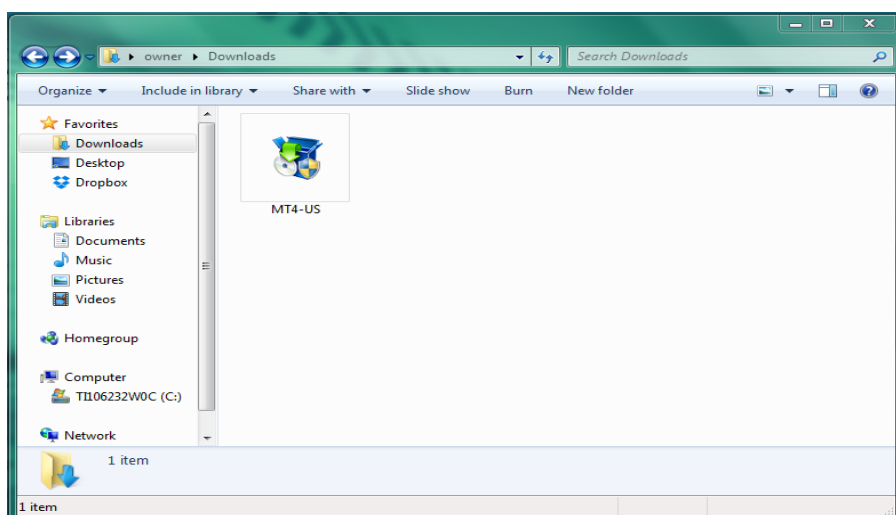 owner Downloads
Search Downloads
Organize Include in library Share with Slide show Burn New folder
Favorites
Downloads
Desktop
Dropbox
Libraries
Documents
Music
Pictures
Videos
Homegroup
Computer
TI106232W0C (C:)
Network
MT4-US
1 item
1 item